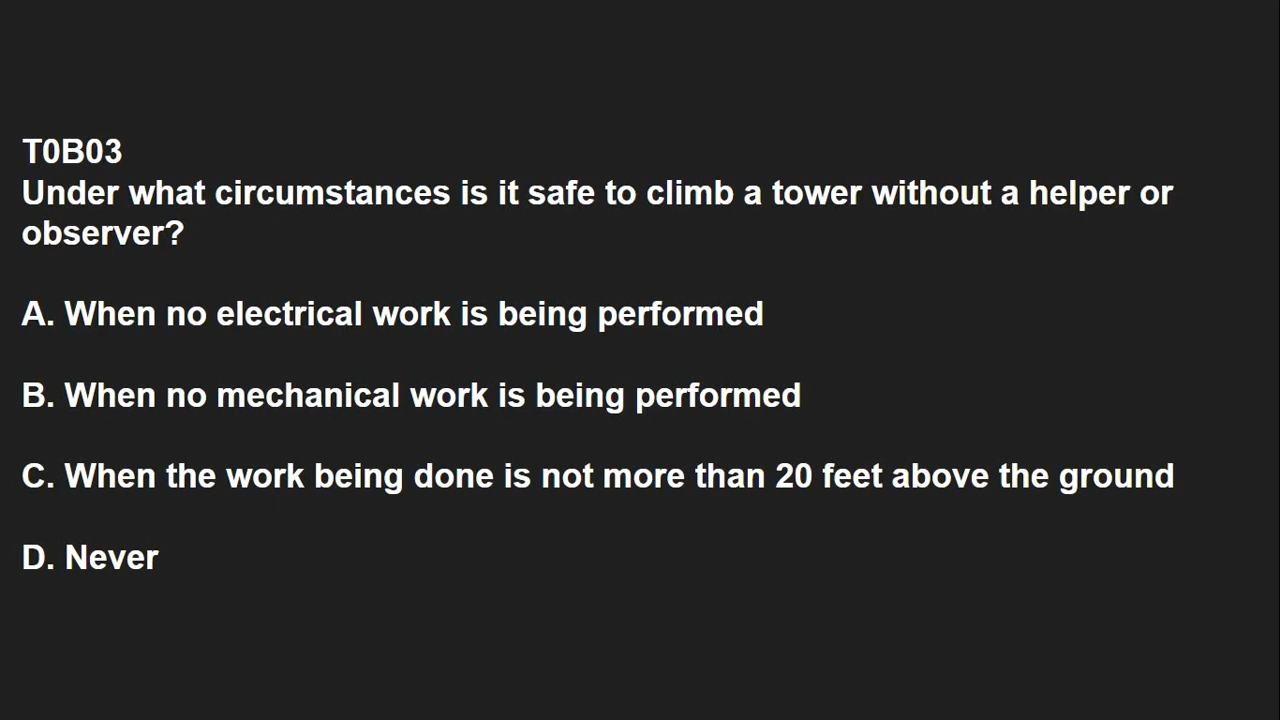 T0B03
Under what circumstances is it safe to climb a tower without a helper or
observer?
A. When no electrical work is being performed
B. When no mechanical work is being performed
C. When the work being done is not more than 20 feet above the ground
D. Never